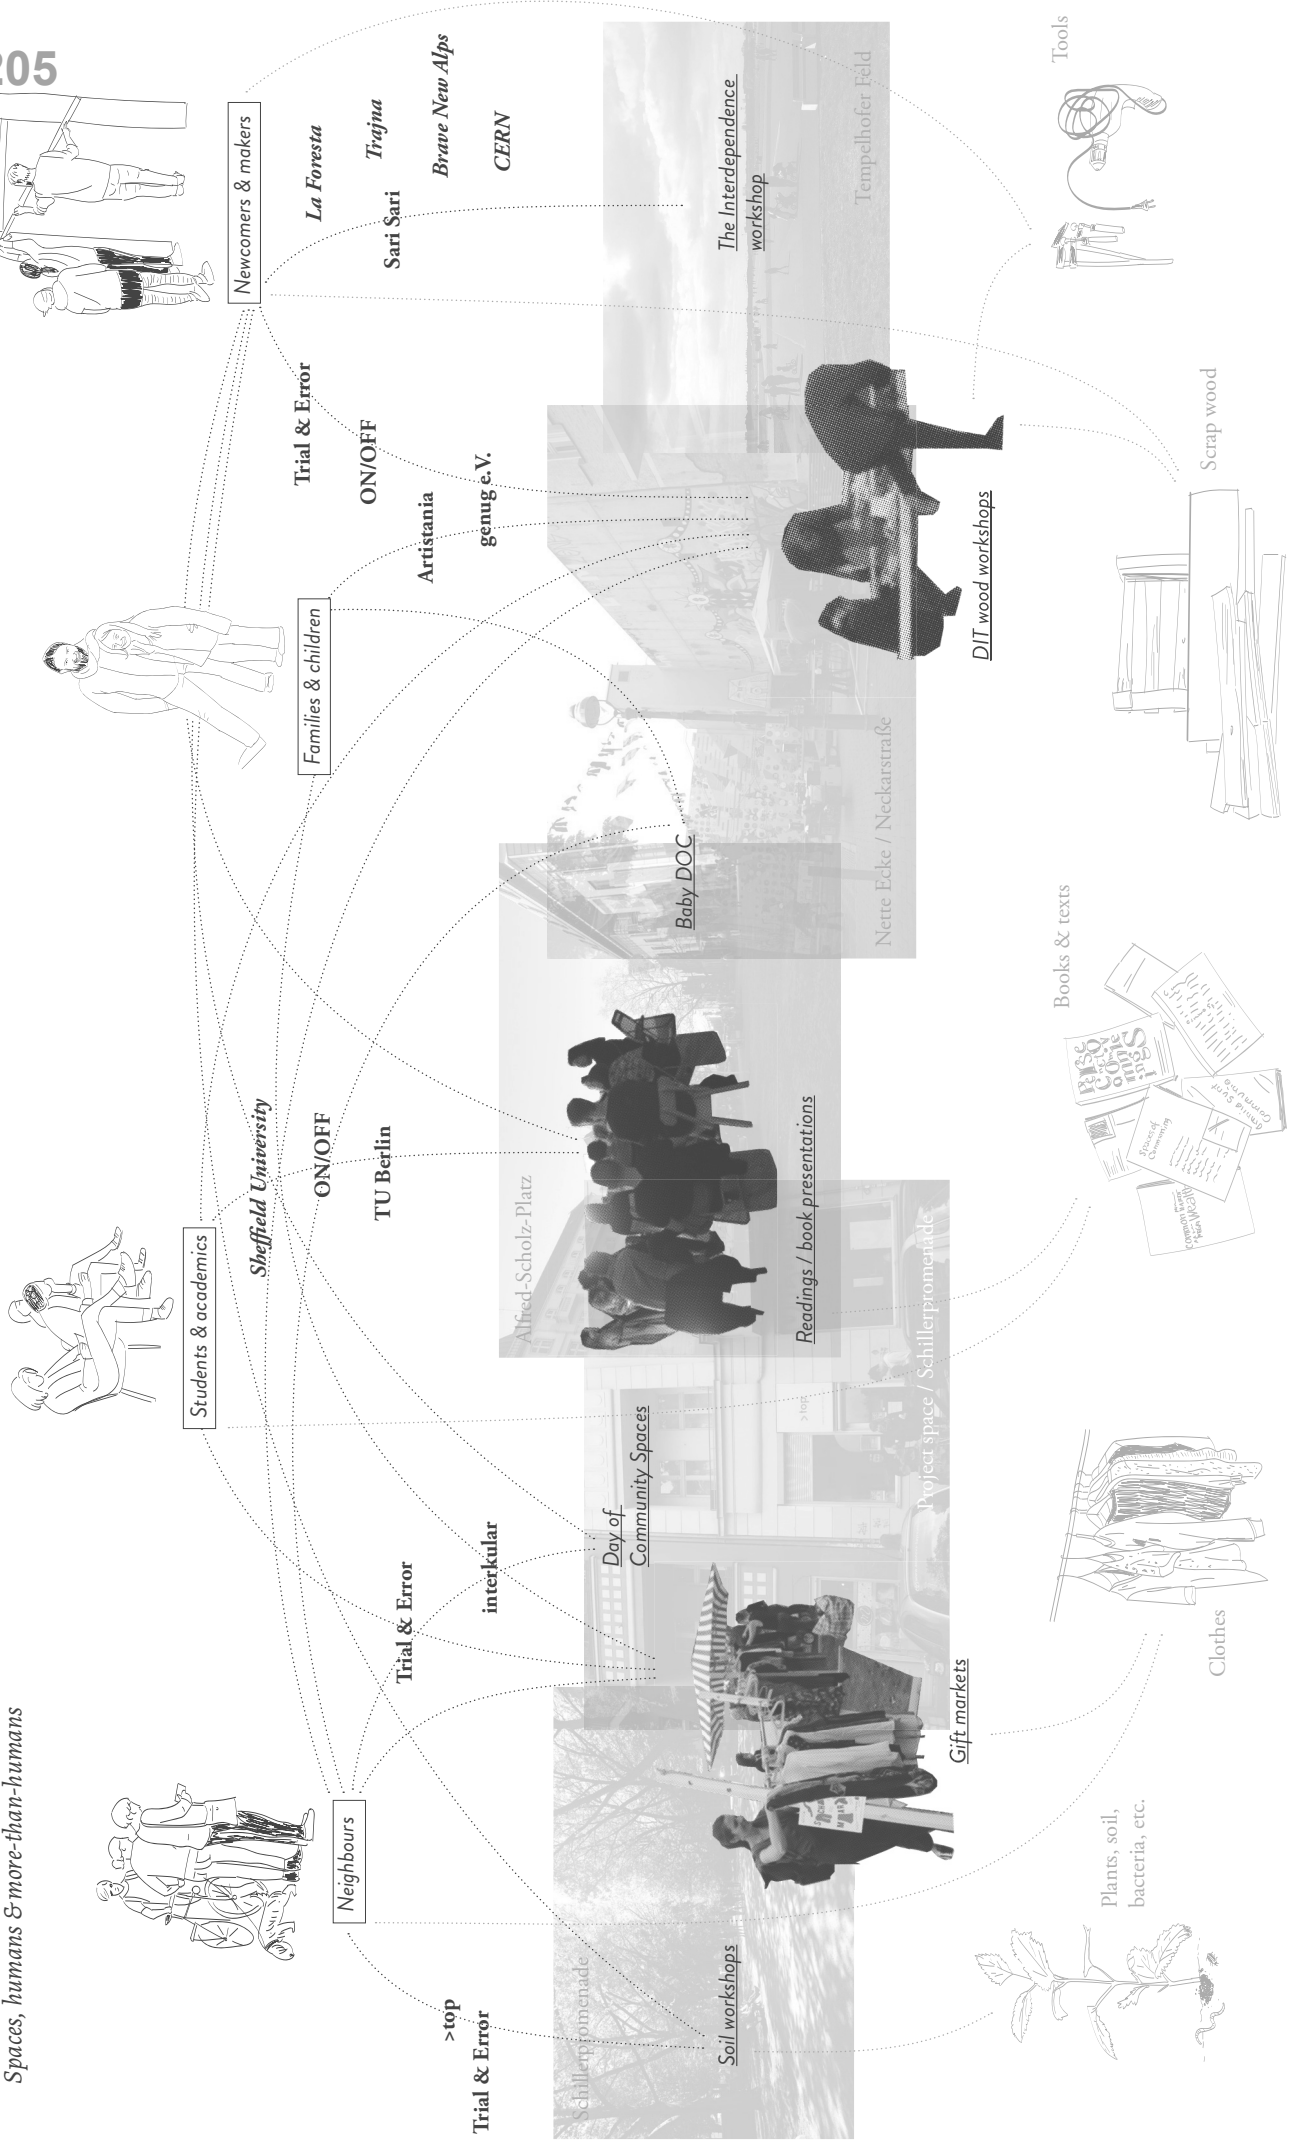 205
Spaces, humans & more-than-humans
Neighbours
Students & academics
Families & children
Newcomers & makers
>top
Trial & Error
Trial & Error
interkular
Sheffield University
ON/OFF
TU Berlin
Artistania
genug e.V.
Trial & Error
ON/OFF
Sari Sari
La Foresta
Trajna
Brave New Alps
CERN
Schillerpromenade
Soil workshops
Gift markets
Day of
Community Spaces
>top
Project space / Schillerpromenade
Alfred-Scholz-Platz
Readings / book presentations
Baby DOC
Nette Ecke / Neckarstraße
DIT wood workshops
The Interdependence
workshop
Tempelhofer Feld
Plants, soil,
bacteria, etc.
Clothes
Books & texts
Spaces of
Commoning
Scrap wood
Tools